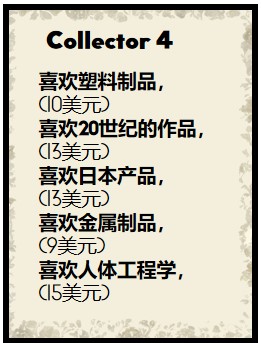 Collector 4
喜欢塑料制品，
(10美元)
喜欢20世纪的作品，
(13美元)
喜欢日本产品，
(13美元)
喜欢金属制品，
(9美元)
喜欢人体工程学，
(15美元)